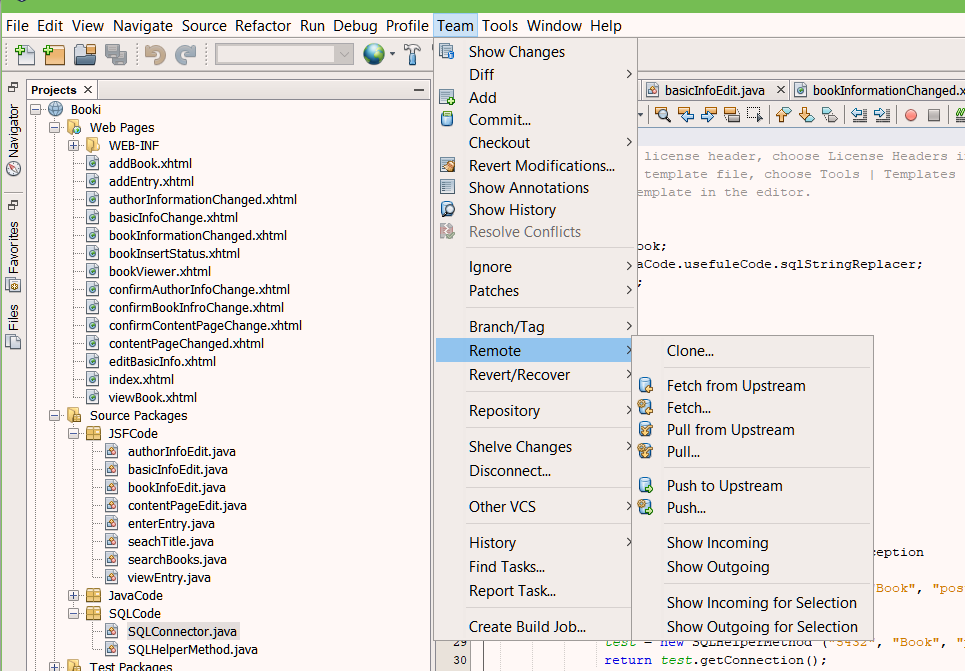 File Edit View Navigate Source Refactor Run Debug Profile Team Tools Window Help
Projects
Navigator
Favorites
Files
Booki
Web Pages
WEB-INF
addBook.xhtml
addEntry.xhtml
authorInformationChanged.xhtml
basicInfoChange.xhtml
bookInformationChanged.xhtml
bookInsertStatus.xhtml
bookViewer.xhtml
confirmAuthorInfoChange.xhtml
confirmBookInfroChange.xhtml
confirmContentPageChange.xhtml
contentPageChanged.xhtml
editBasicInfo.xhtml
index.xhtml
viewBook.xhtml
Source Packages
JSFCode
authorInfoEdit.java
basicInfoEdit.java
bookInfoEdit.java
contentPageEdit.java
enterEntry.java
seachTitle.java
searchBooks.java
viewEntry.java
JavaCode
SQLCode
SQLConnector.java
SQLHelperMethod.java
Test Packages
Show Changes
Diff
Add
Commit...
Checkout
Revert Modifications...
Show Annotations
Show History
Resolve Conflicts
Ignore
Patches
Branch/Tag
Remote
Revert/Recover
Repository
Shelve Changes
Disconnect...
Other VCS
History
Find Tasks...
Report Task...
Create Build Job...
Clone...
Fetch from Upstream
Fetch...
Pull from Upstream
Pull...
Push to Upstream
Push...
Show Incoming
Show Outgoing
Show Incoming for Selection
Show Outgoing for Selection
basicInfoEdit.java
bookInformationChanged.x
license header, choose License Headers i
template file, choose Tools | Templates
mplate in the editor.
ook;
aCode.usefuleCode.sqlStringReplacer;
;
ception
"Book", "pos
29 test = new SQLHelperMethod ("5432", "Book", "
30 return test.getConnection();